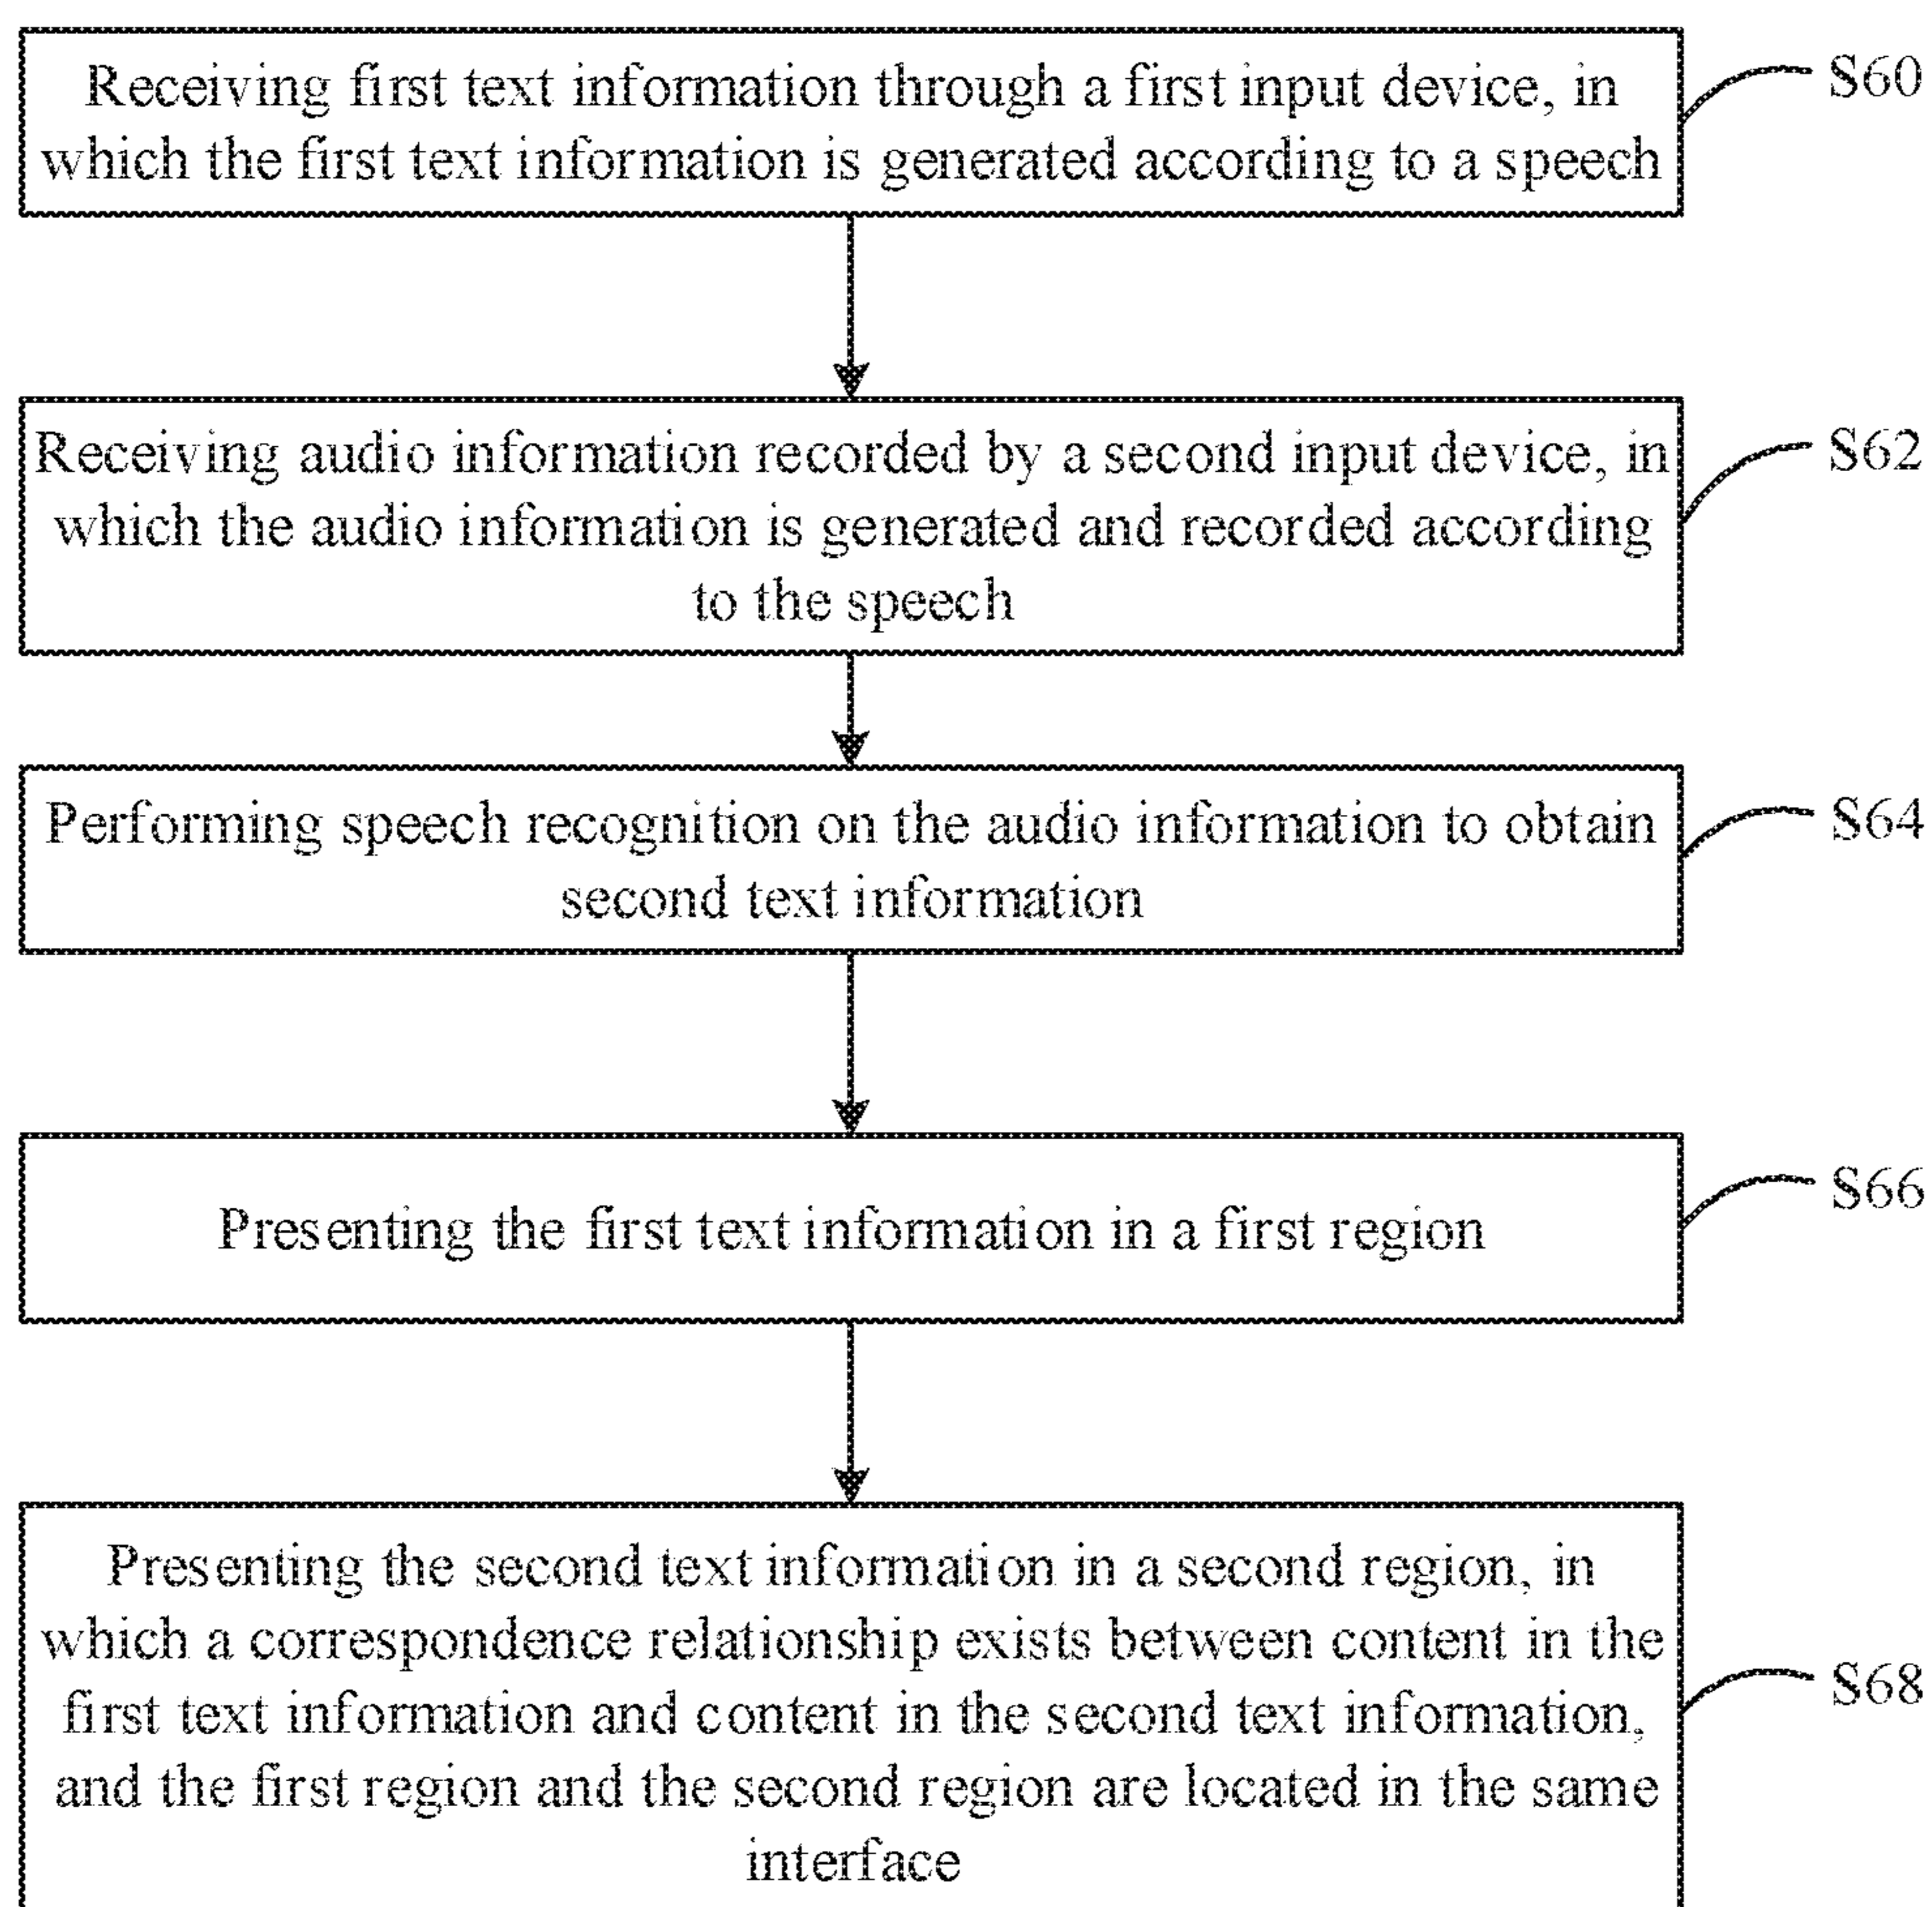 Receiving first text information through a first input device, in
which the first text information is generated according to a speech
S60
Receiving audio information recorded by a second input device, in
which the audio information is generated and recorded according
to the speech
S62
Performing speech recognition on the audio information to obtain
second text information
S64
Presenting the first text information in a first region
S66
Presenting the second text information in a second region, in
which a correspondence relationship exists between content in the
first text information and content in the second text information,
and the first region and the second region are located in the same
interface
S68